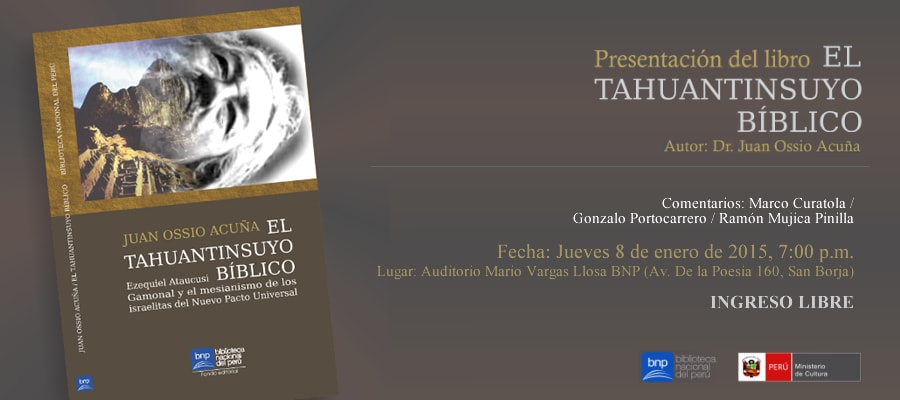 BIBLIOTECA NACIONAL DEL PERÚ
JUAN OSSIO ACUÑA / EL TAHUANTINSUYO BÍBLICO
bnp
JUAN OSSIO ACUÑA EL
TAHUANTINSUYO
BÍBLICO
Ezequiel Ataucusi
Gamonal y el mesianismo de los
israelitas del Nuevo Pacto Universal
bnp biblioteca
nacional
del perú
Fondo editorial
Presentación del libro EL
TAHUANTINSUYO
BÍBLICO
Autor: Dr. Juan Ossio Acuña
Comentarios: Marco Curatola /
Gonzalo Portocarrero / Ramón Mujica Pinilla
Fecha: Jueves 8 de enero de 2015, 7:00 p.m.
Lugar: Auditorio Mario Vargas Llosa BNP (Av. De la Poesia 160, San Borja)
INGRESO LIBRE
bnp biblioteca
nacional
del perú
PERÚ Ministerio
de Cultura